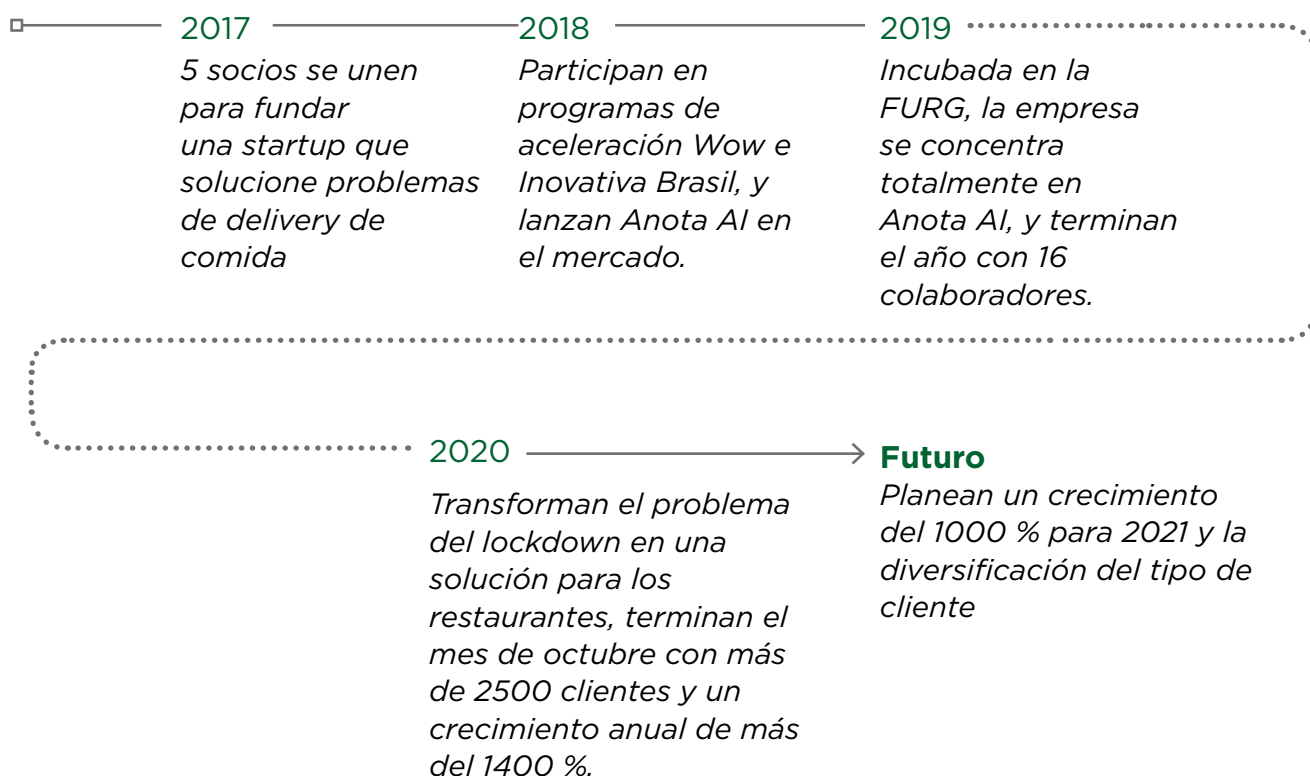 2017
5 socios se unen
para fundar
una startup que
solucione problemas
de delivery de
comida
2018
Participan en
programas de
aceleración Wow e
Inovativa Brasil, y
lanzan Anota AI en
el mercado.
2019
Incubada en la
FURG, la empresa
se concentra
totalmente en
Anota AI, y terminan
el año con 16
colaboradores.
2020
Transforman el problema
del lockdown en una
solución para los
restaurantes, terminan el
mes de octubre con más
de 2500 clientes y un
crecimiento anual de más
del 1400 %.
Futuro
Planean un crecimiento
del 1000 % para 2021 y la
diversificación del tipo de
cliente